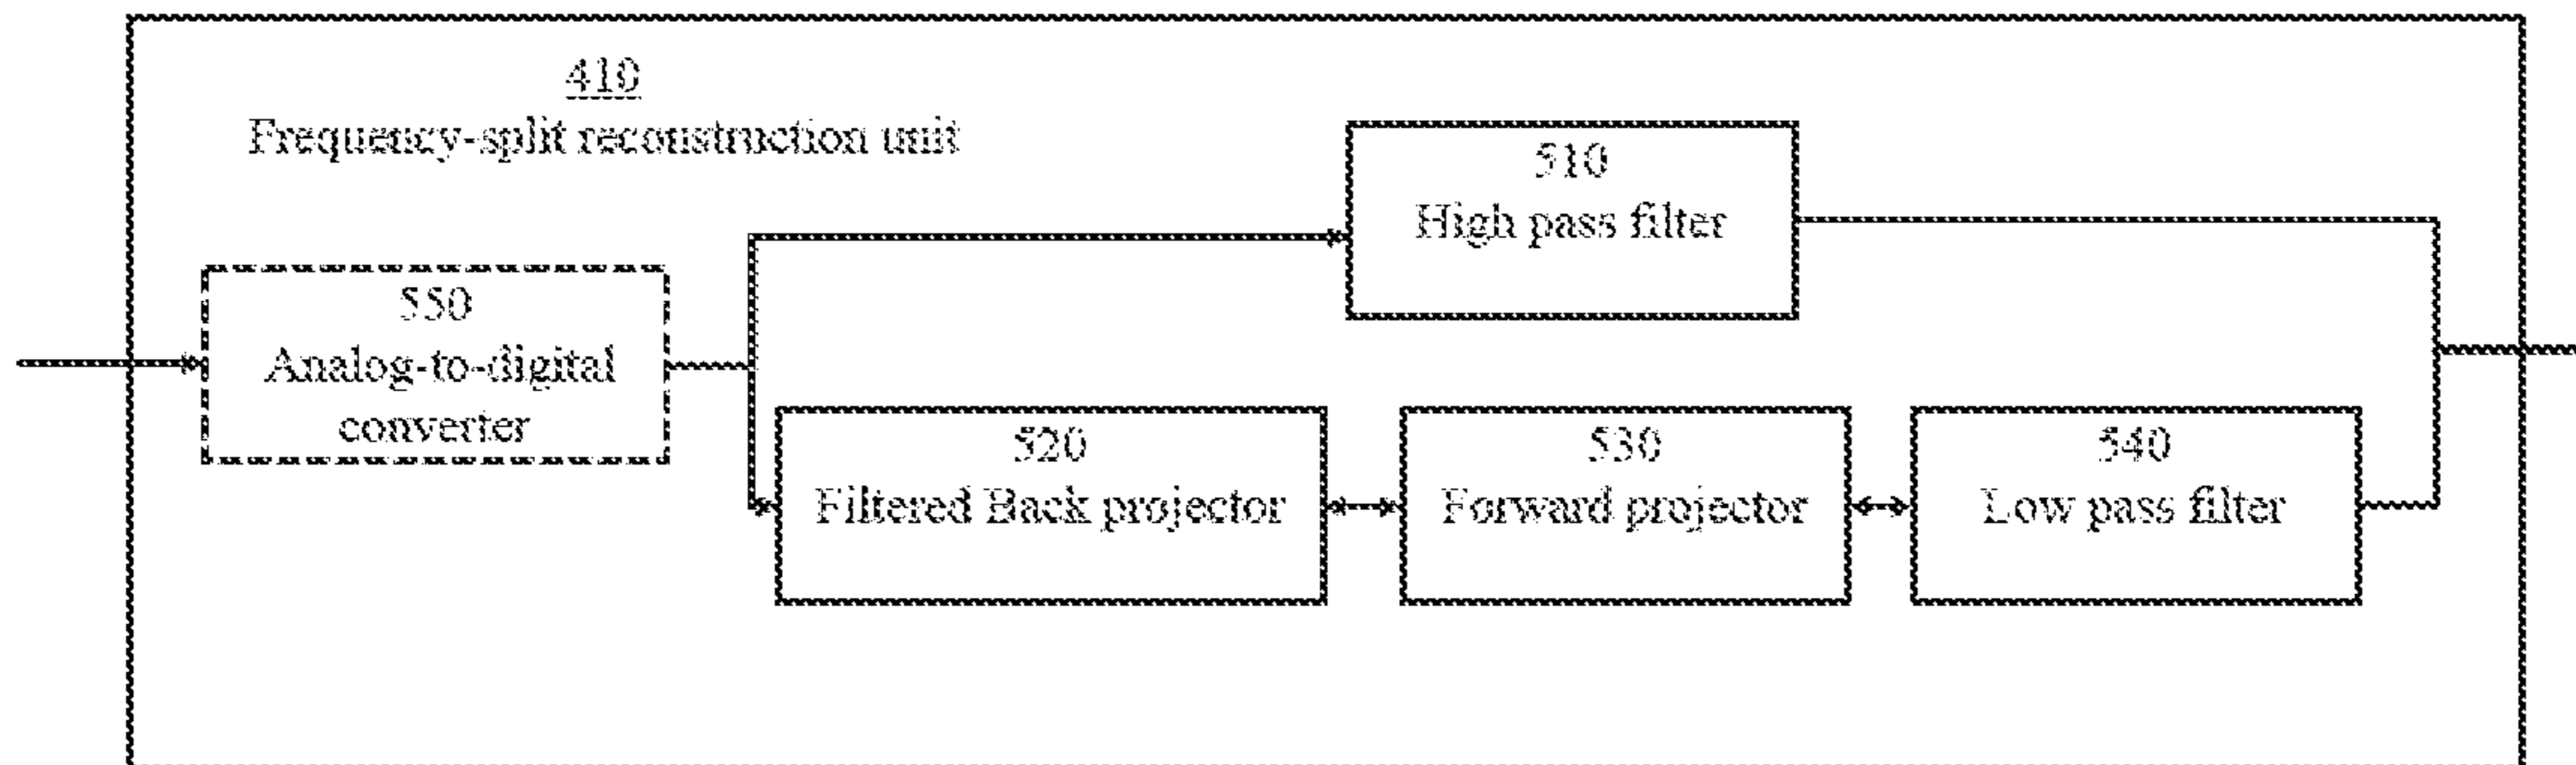 410
Frequency-split reconstruction unit
510
High pass filter
550
Analog-to-digital
converter
520
Filtered Back projector
530
Forward projector
540
Low pass filter